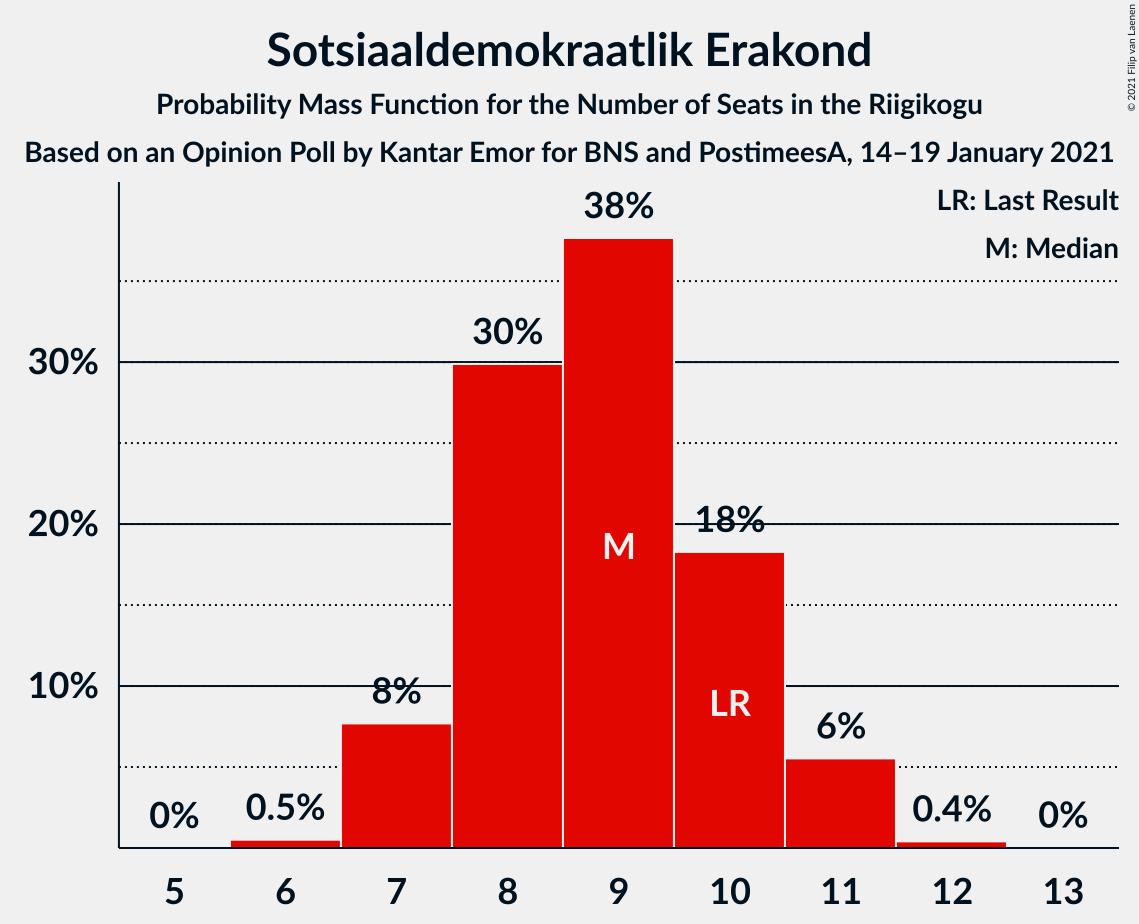 Sotsiaaldemokraatlik Erakond
Probability Mass Function for the Number of Seats in the Riigikogu
Based on an Opinion Poll by Kantar Emor for BNS and PostimeesA, 14–19 January 2021
© 2021 Filip van Laenen
LR: Last Result
M: Median
38%
30%
30%
20%
18%
M
10%
8%
LR
6%
0%
0.5%
0.4%
0%
5 6 7 8 9 10 11 12 13